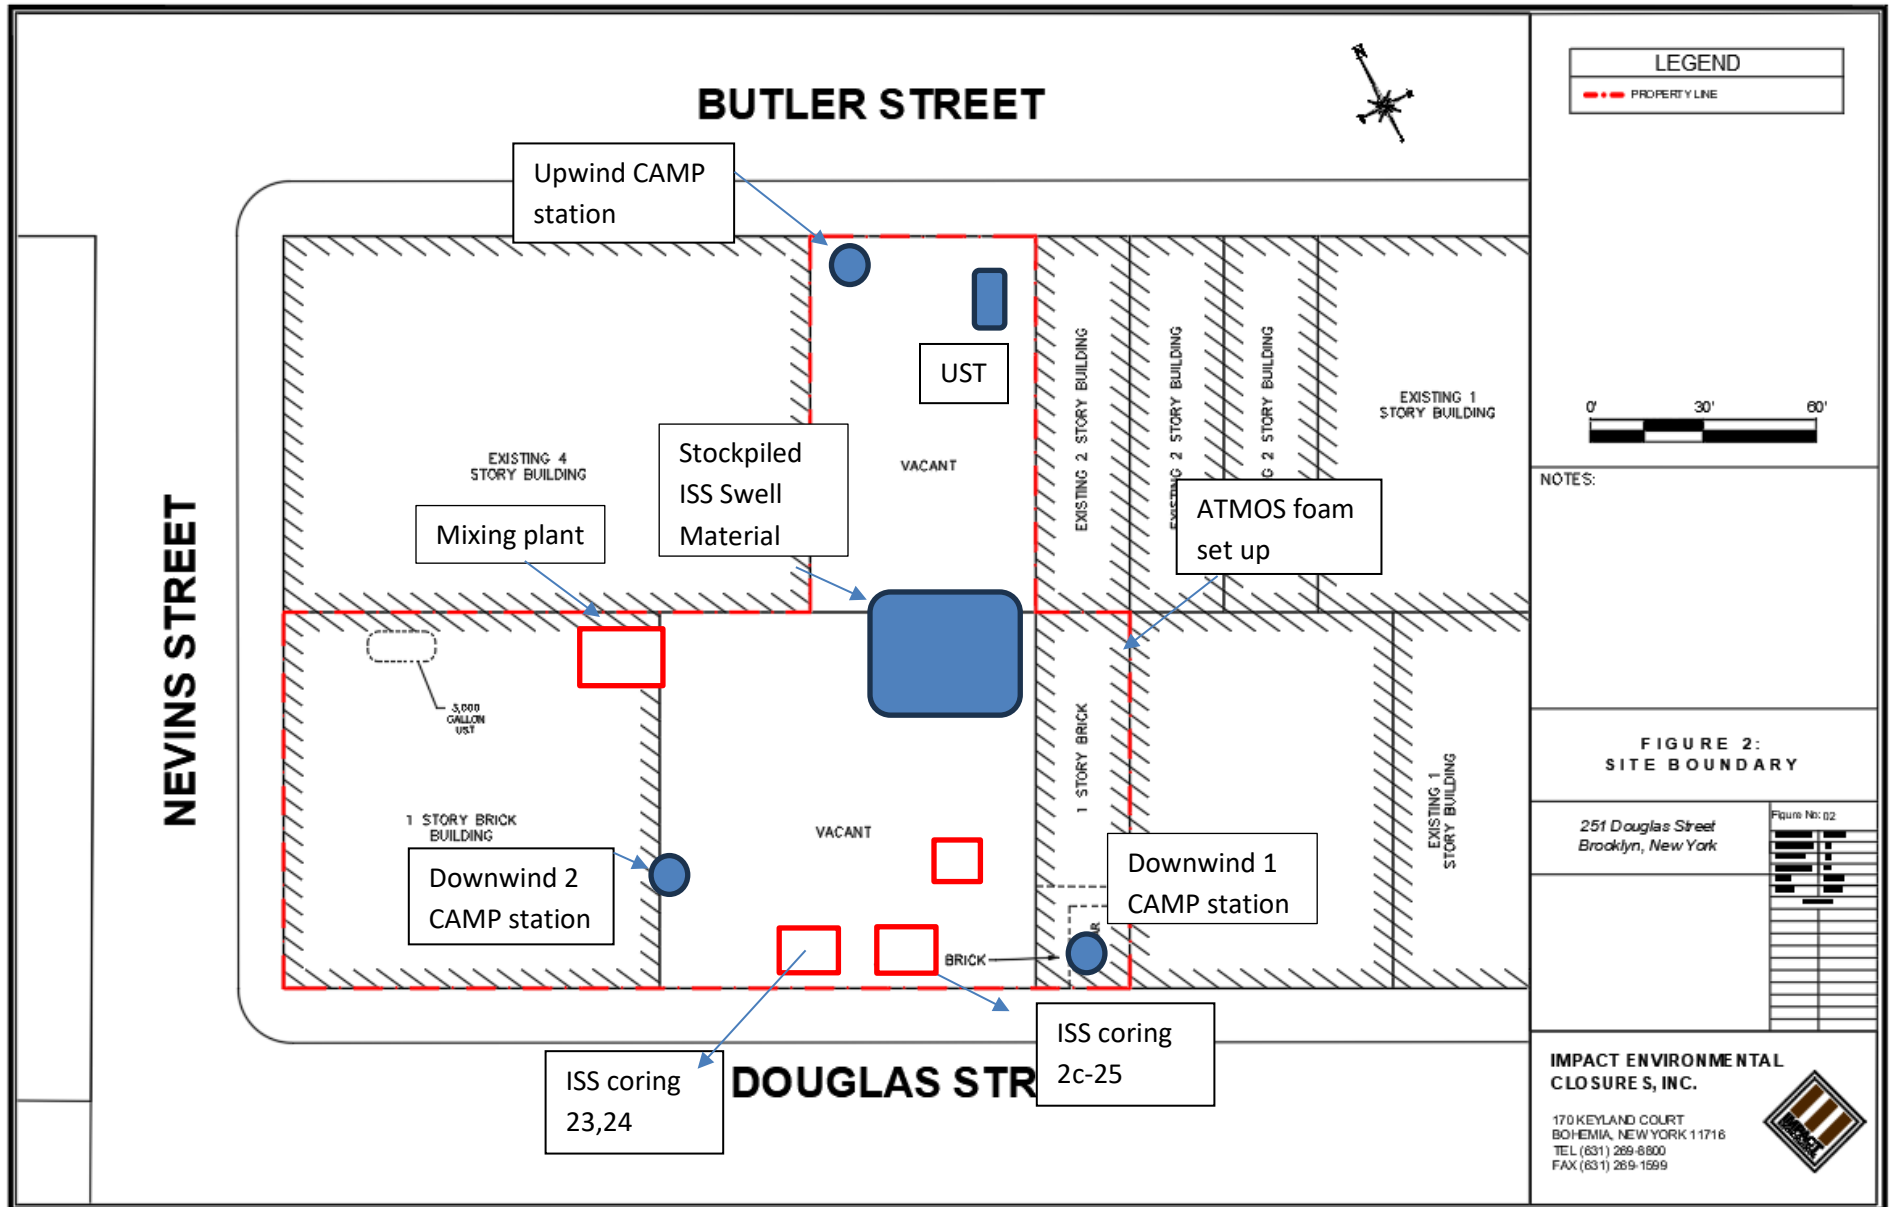 BUTLER STREET
N
Upwind CAMP
station
UST
Stockpiled
ISS Swell
Material
VACANT
EXISTING 4
STORY BUILDING
Mixing plant
EXISTING 2 STORY BUILDING
EXISTING 2 STORY BUILDING
2 STORY BUILDING
EXISTING 1
STORY BUILDING
ATMOS foam
set up
NEVINS STREET
3,000
GALLON
UST
1 STORY BRICK
BUILDING
VACANT
1 STORY BRICK
EXISTING 1
STORY BUILDING
Downwind 2
CAMP station
Downwind 1
CAMP station
BRICK
ISS coring
23,24
DOUGLAS STR
ISS coring
2c-25
LEGEND
PROPERTY LINE
0' 30' 60'
NOTES:
FIGURE 2:
SITE BOUNDARY
251 Douglas Street
Brooklyn, New York
Figure No: 02
IMPACT ENVIRONMENTAL
CLOSURES, INC.
170 KEYLAND COURT
BOHEMIA, NEW YORK 11716
TEL (631) 269-8800
FAX (631) 269-1599
IMPACT